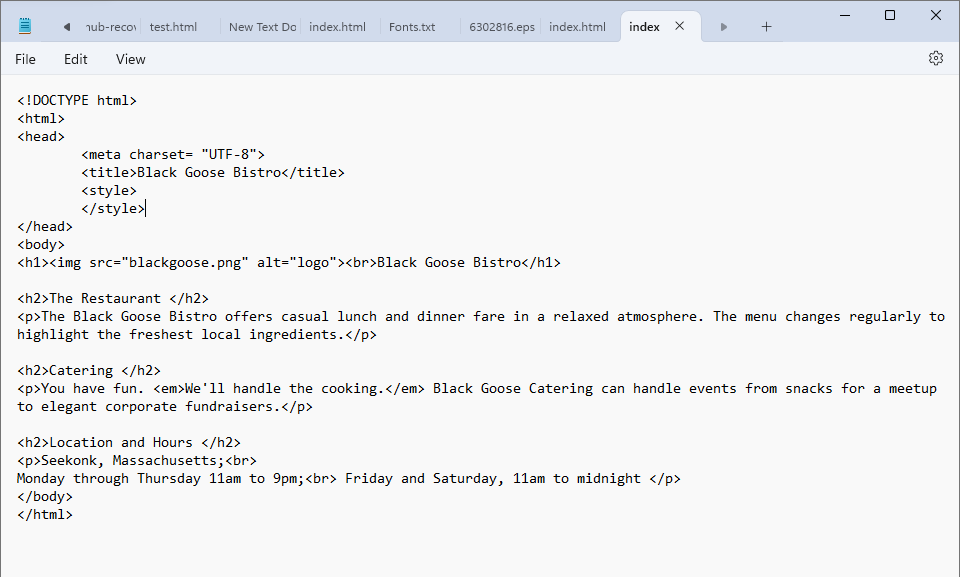 hub-recov test.html New Text Do index.html Fonts.txt 6302816.eps index.html index
File Edit View
<!DOCTYPE html>
<html>
<head>
<meta charset= "UTF-8">
<title>Black Goose Bistro</title>
<style>
</style>
</head>
<body>
<h1><img src="blackgoose.png" alt="logo"><br>Black Goose Bistro</h1>
<h2>The Restaurant </h2>
<p>The Black Goose Bistro offers casual lunch and dinner fare in a relaxed atmosphere. The menu changes regularly to
highlight the freshest local ingredients.</p>
<h2>Catering </h2>
<p>You have fun. <em>We'll handle the cooking.</em> Black Goose Catering can handle events from snacks for a meetup
to elegant corporate fundraisers.</p>
<h2>Location and Hours </h2>
<p>Seekonk, Massachusetts;<br>
Monday through Thursday 11am to 9pm;<br> Friday and Saturday, 11am to midnight </p>
</body>
</html>